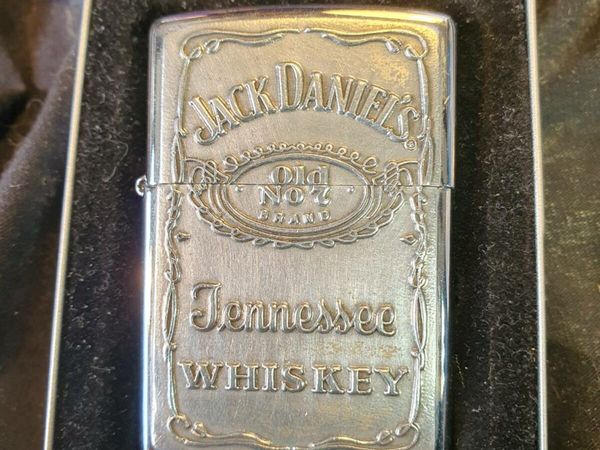 JACK DANIEL'S®
Old
NO.7
BRAND
Tennessee
WHISKEY